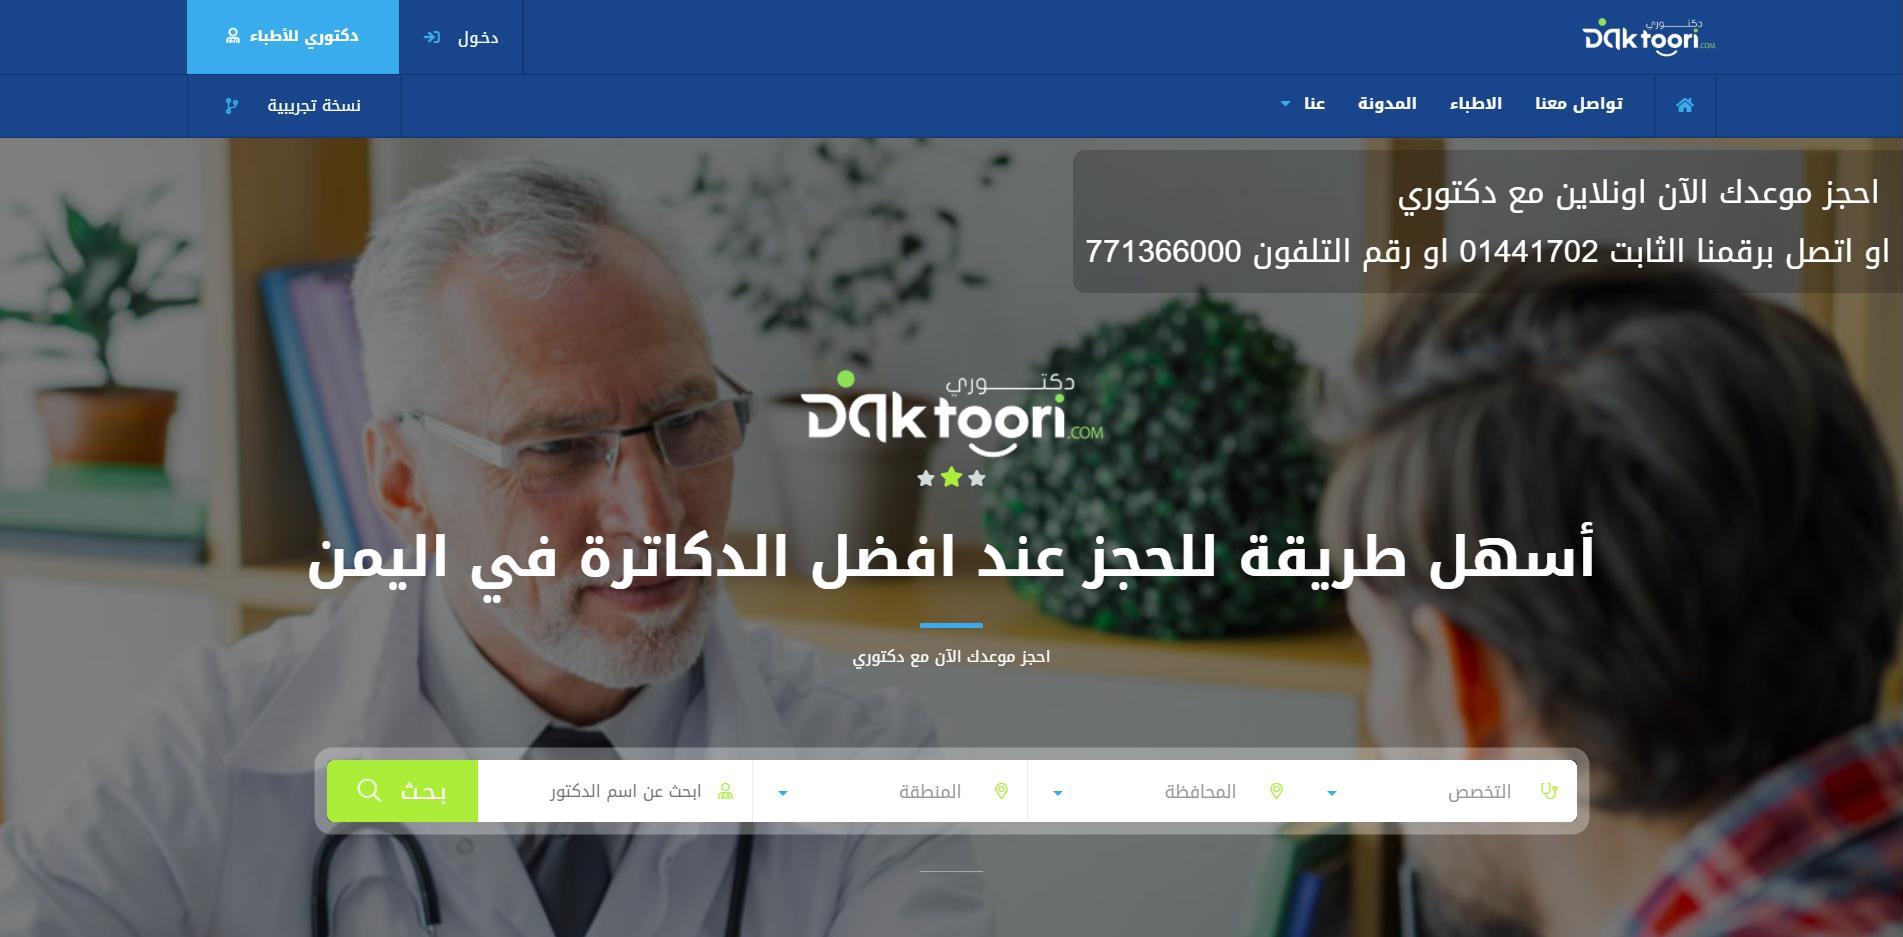 دكتوري
Daktoori.COM
دخول
دكتوري للأطباء
تواصل معنا
الاطباء
المدونة
عنا
نسخة تجريبية
احجز موعدك الآن اونلاين مع دكتوري
او اتصل برقمنا الثابت 01441702 او رقم التلفون 771366000
دكتوري
Daktoori.COM
أسهل طريقة للحجز عند افضل الدكاترة في اليمن
احجز موعدك الآن مع دكتوري
التخصص
المحافظة
المنطقة
ابحث عن اسم الدكتور
بحث